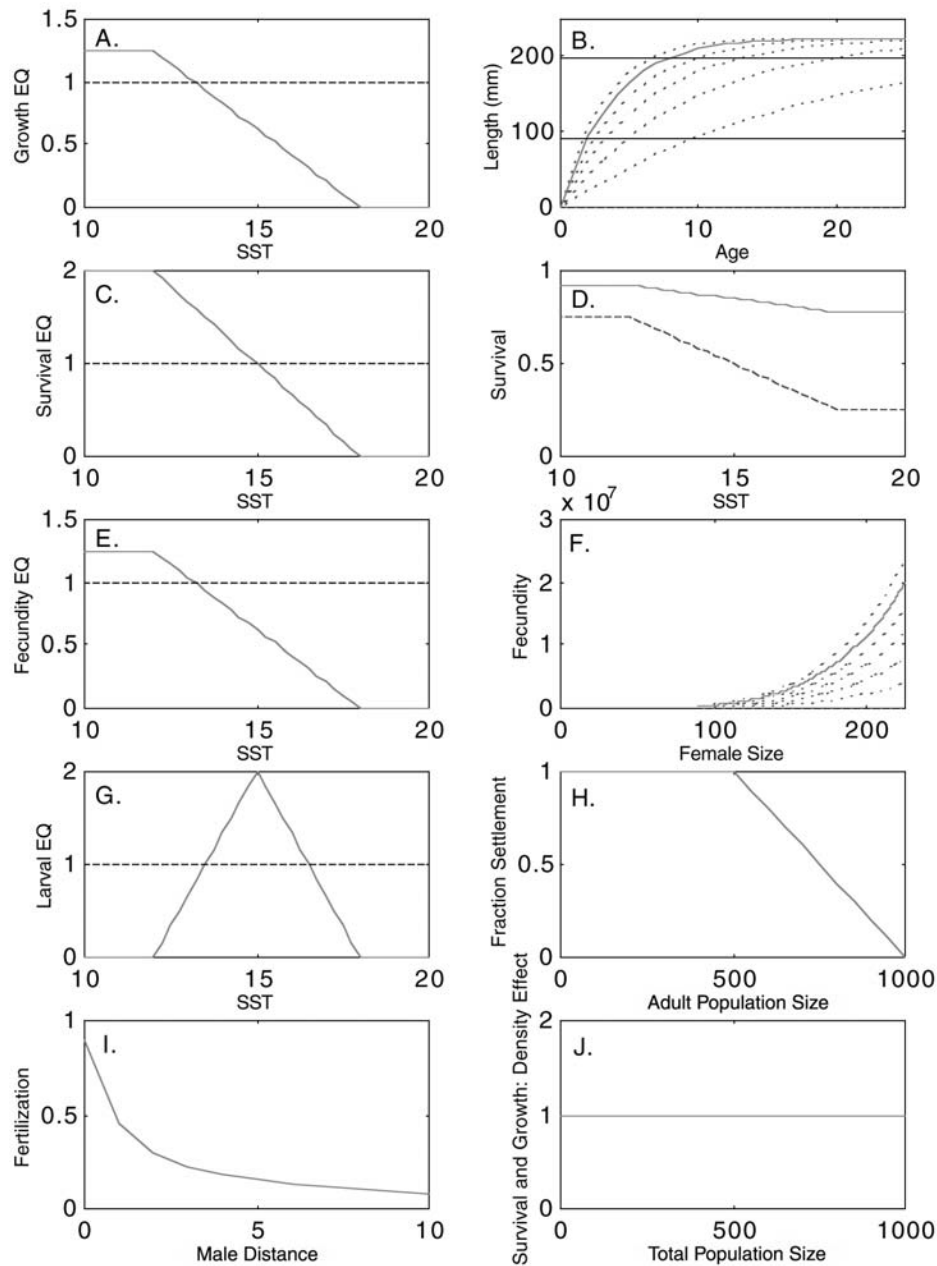 A.
Growth EQ
1.5
1
0.5
0
10 15 20
SST
B.
Length (mm)
200
100
0
0 10 20
Age
C.
Survival EQ
2
1
0
10 15 20
SST
D.
Survival
1
0.5
0
10 15 20
SST
E.
Fecundity EQ
1.5
1
0.5
0
10 15 20
SST
F.
x 10^7
Fecundity
3
2
1
0
0 100 200
Female Size
G.
Larval EQ
2
1
0
10 15 20
SST
H.
Fraction Settlement
1
0.5
0
0 500 1000
Adult Population Size
I.
Fertilization
1
0.5
0
0 5 10
Male Distance
J.
Survival and Growth: Density Effect
2
1
0
0 500 1000
Total Population Size